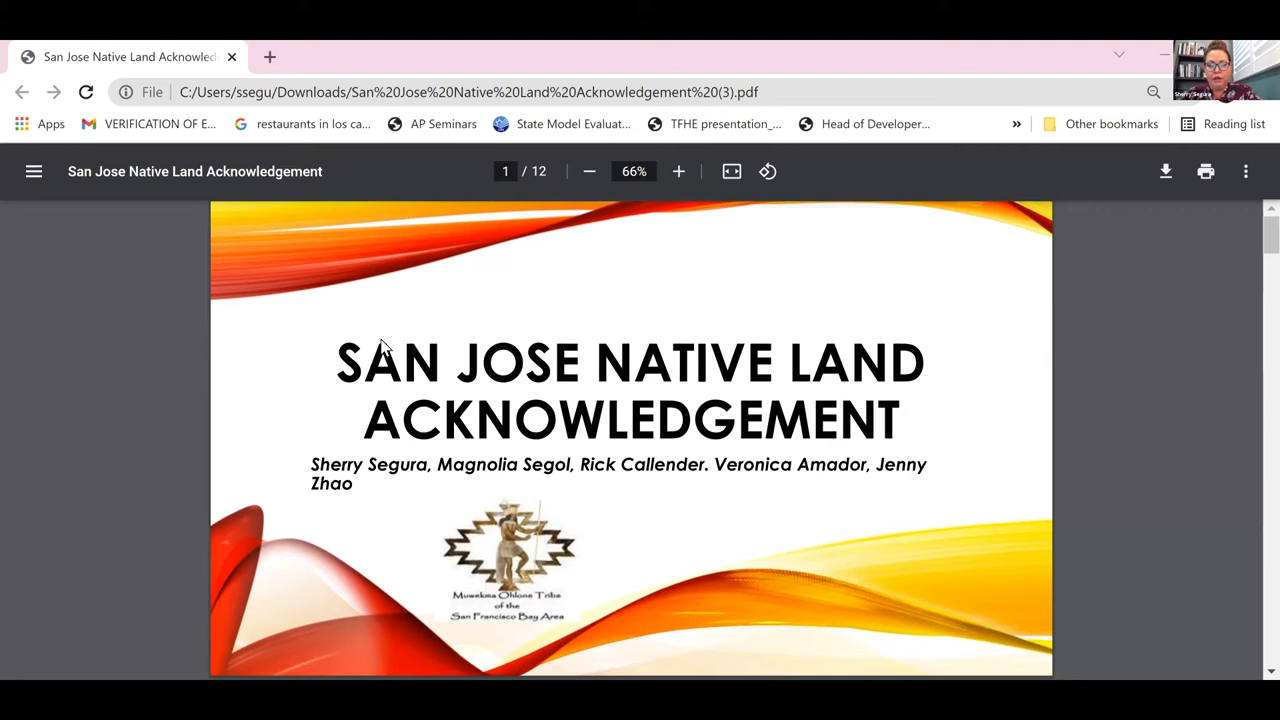 San Jose Native Land Acknowled
File C:/Users/ssegu/Downloads/San%20Jose%20Native%20Land%20Acknowledgement%20(3).pdf
Sherry Segura
Apps VERIFICATION OF E... restaurants in los ca... AP Seminars State Model Evaluat... TFHE presentation_... Head of Developer... » Other bookmarks Reading list
San Jose Native Land Acknowledgement 1 / 12 66%
SAN JOSE NATIVE LAND
ACKNOWLEDGEMENT
Sherry Segura, Magnolia Segol, Rick Callender. Veronica Amador, Jenny
Zhao
Muwekma Ohlone Tribe
of the
San Francisco Bay Area